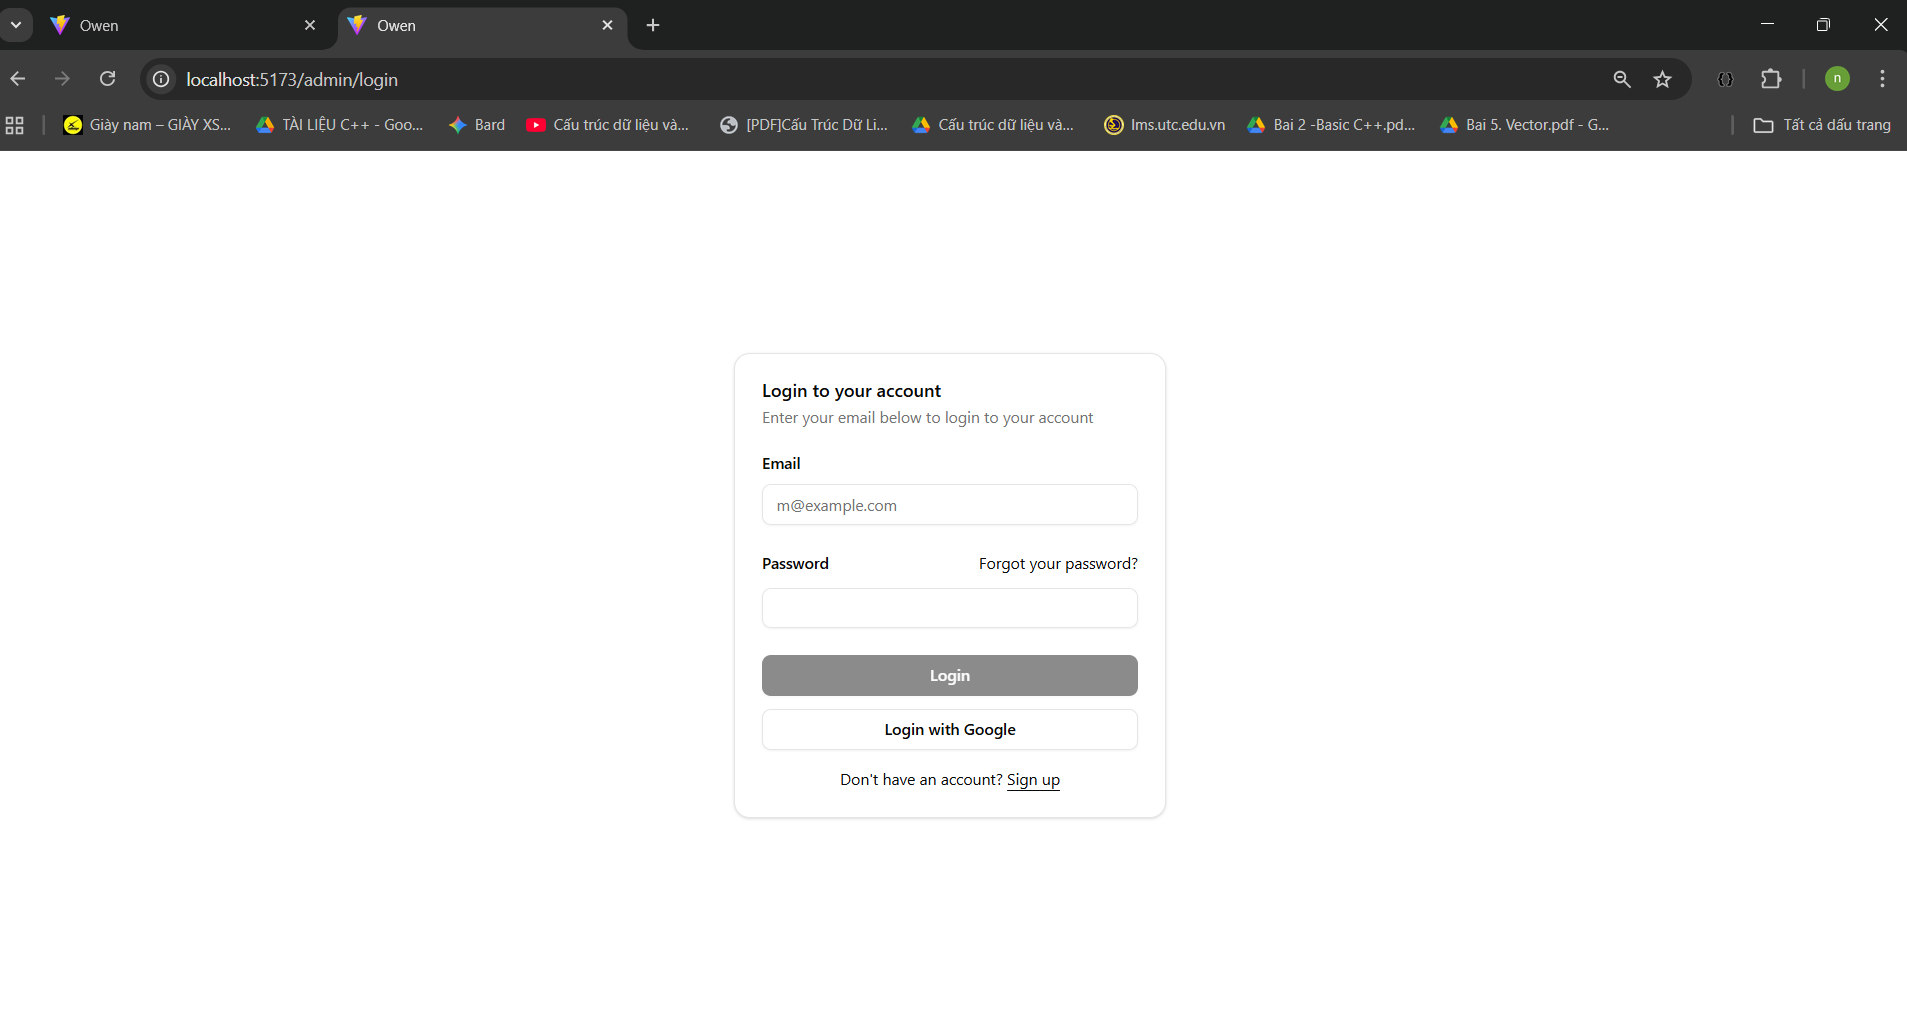 Owen
Owen
localhost:5173/admin/login
n
Giày nam – GIÀY XS...
TÀI LIỆU C++ - Goo...
Bard
Cấu trúc dữ liệu và...
[PDF]Cấu Trúc Dữ Li...
Cấu trúc dữ liệu và...
lms.utc.edu.vn
Bai 2 -Basic C++.pd...
Bai 5. Vector.pdf - G...
Tất cả dấu trang
Login to your account
Enter your email below to login to your account
Email
m@example.com
Password Forgot your password?
Login
Login with Google
Don't have an account? Sign up